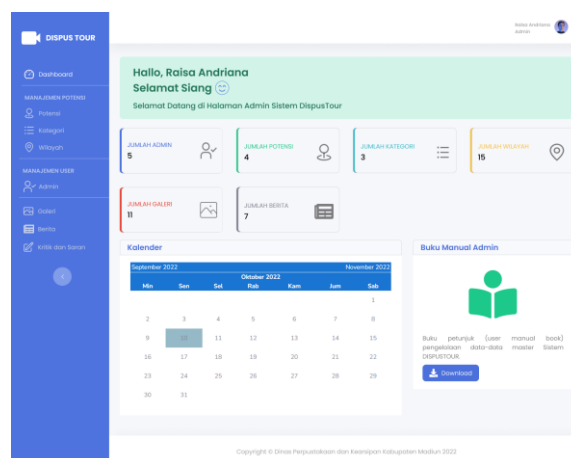 DISPUS TOUR
Raisa Andriana
Admin
Dashboard
MANAJEMEN POTENSI
Potensi
Kategori
Wilayah
MANAJEMEN USER
Admin
Galeri
Berita
Kritik dan Saran
Hallo, Raisa Andriana
Selamat Siang
Selamat Datang di Halaman Admin Sistem DispusTour
JUMLAH ADMIN
5
JUMLAH POTENSI
4
JUMLAH KATEGORI
3
JUMLAH WILAYAH
15
JUMLAH GALERI
11
JUMLAH BERITA
7
Kalender
September 2022 November 2022
Oktober 2022
Min Sen Sel Rab Kam Jum Sab
1
2 3 4 5 6 7 8
9 10 11 12 13 14 15
16 17 18 19 20 21 22
23 24 25 26 27 28 29
30 31
Buku Manual Admin
Buku petunjuk (user manual book)
pengelolaan data-data master Sistem
DISPUSTOUR.
Download
Copyright © Dinas Perpustakaan dan Kearsipan Kabupaten Madiun 2022